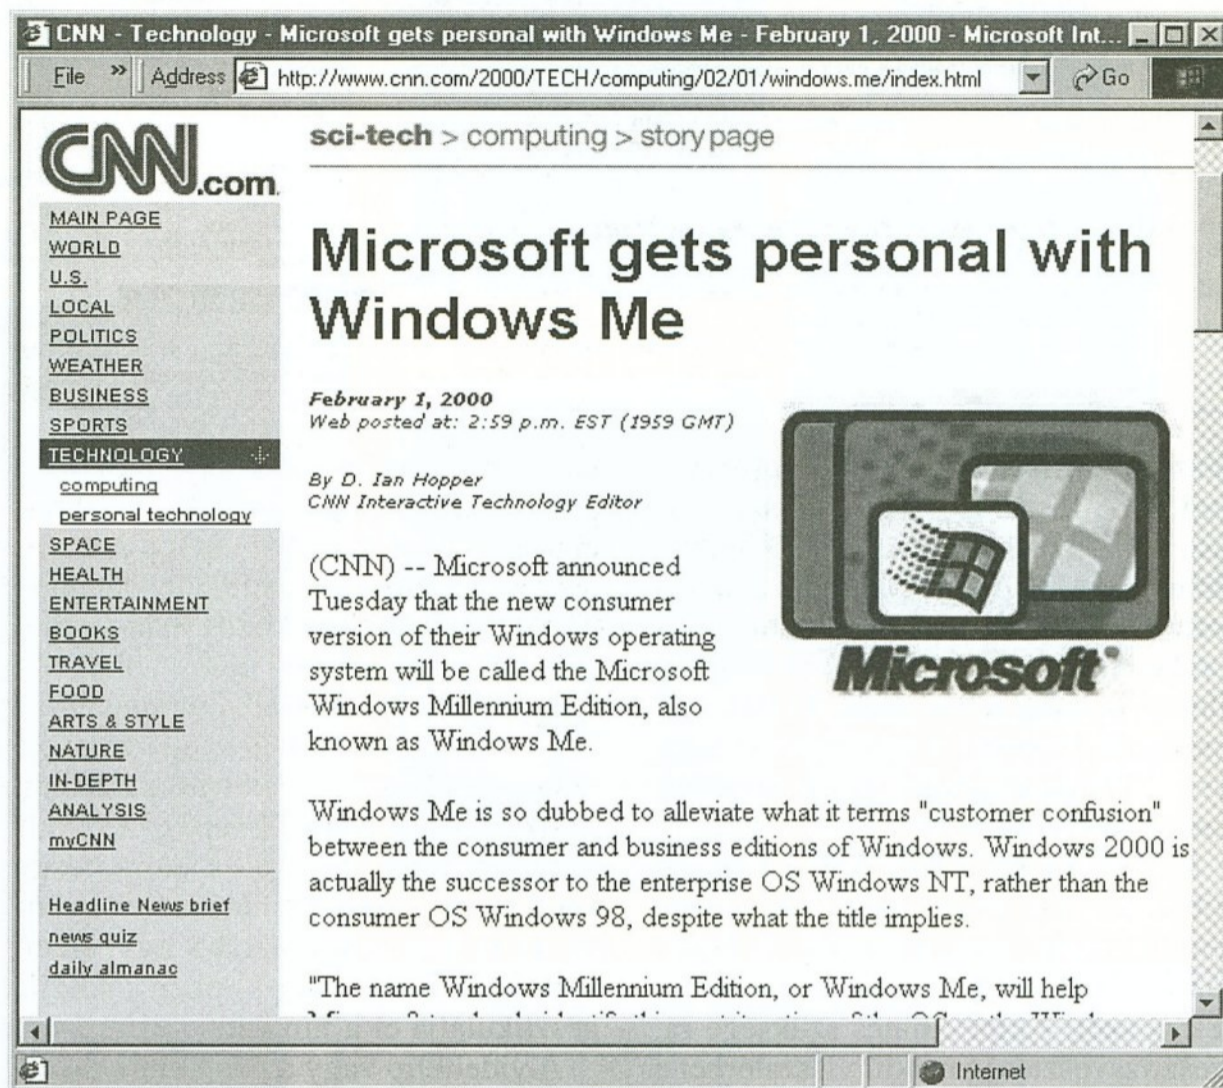 CNN - Technology - Microsoft gets personal with Windows Me - February 1, 2000 - Microsoft Int...
File » Address http://www.cnn.com/2000/TECH/computing/02/01/windows.me/index.html Go
CNN.com.
MAIN PAGE
WORLD
U.S.
LOCAL
POLITICS
WEATHER
BUSINESS
SPORTS
TECHNOLOGY
computing
personal technology
SPACE
HEALTH
ENTERTAINMENT
BOOKS
TRAVEL
FOOD
ARTS & STYLE
NATURE
IN-DEPTH
ANALYSIS
myCNN
Headline News brief
news quiz
daily almanac
sci-tech > computing > story page
Microsoft gets personal with
Windows Me
February 1, 2000
Web posted at: 2:59 p.m. EST (1959 GMT)
By D. Ian Hopper
CNN Interactive Technology Editor
Microsoft
(CNN) -- Microsoft announced
Tuesday that the new consumer
version of their Windows operating
system will be called the Microsoft
Windows Millennium Edition, also
known as Windows Me.
Windows Me is so dubbed to alleviate what it terms "customer confusion"
between the consumer and business editions of Windows. Windows 2000 is
actually the successor to the enterprise OS Windows NT, rather than the
consumer OS Windows 98, despite what the title implies.
"The name Windows Millennium Edition, or Windows Me, will help
Internet